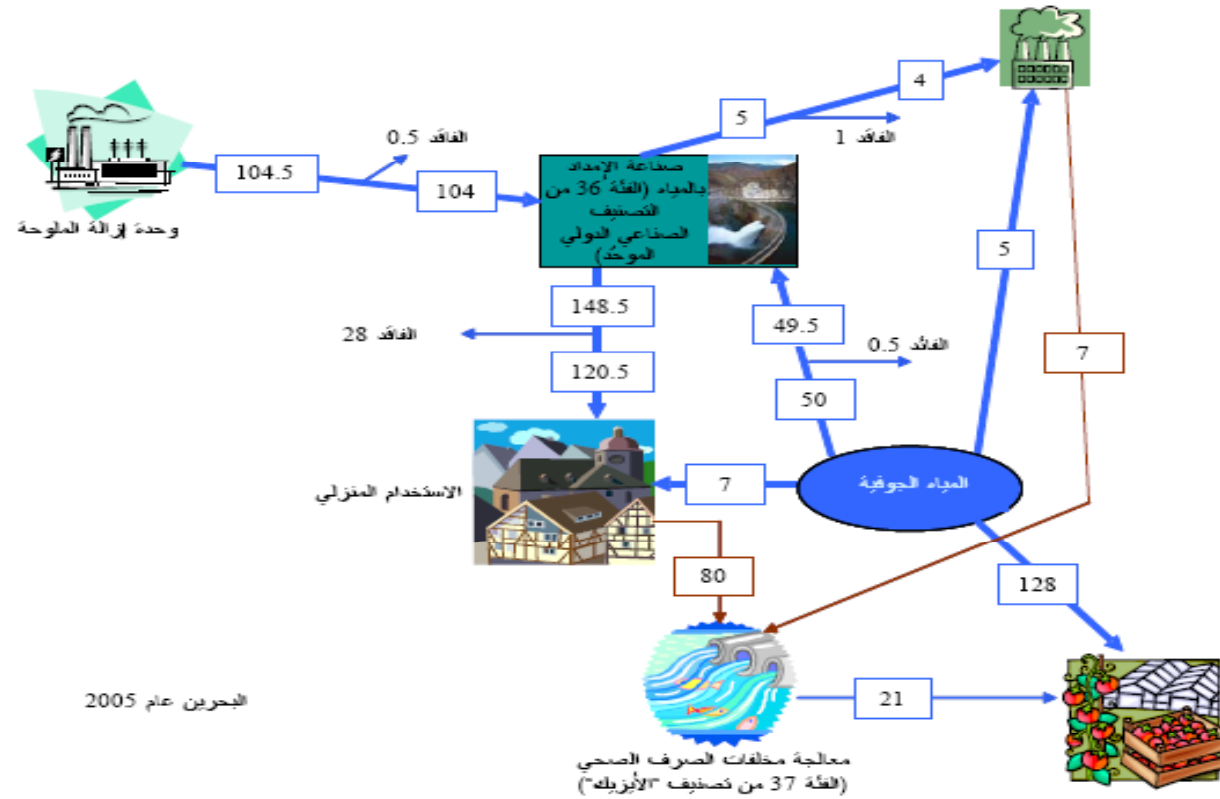 4
5
الفاقد 1
الفاقد 0.5
104.5
104
وحدة إزالة الملوحة
صناعة الإمداد
بالمياه (الفئة 36 من
التصنيف
الصناعي الدولي
الموحّد)
5
148.5
49.5
الفاقد 28
الفائد 0.5
7
120.5
50
المياه الجوفية
الاستخدام المنزلي
7
80
128
21
البحرين عام 2005
معالجة مخلفات الصرف الصحي
(الفئة 37 من تصنيف "الأيزيك")